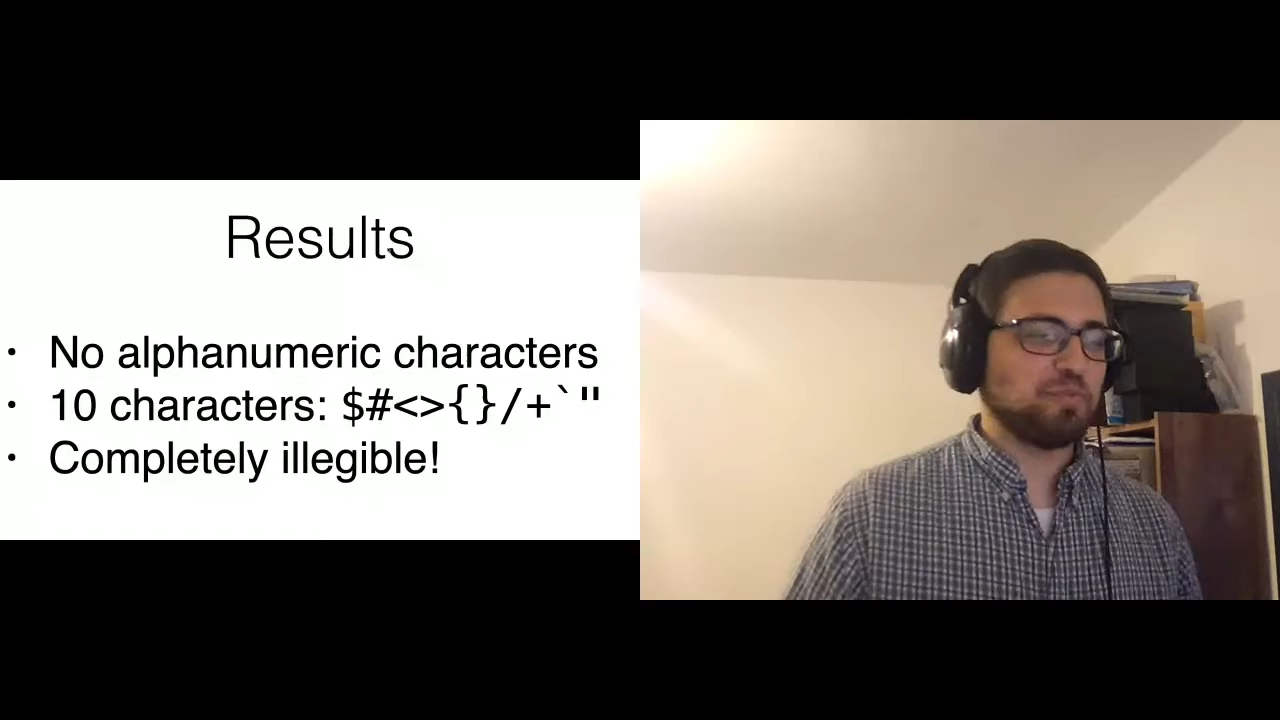 Results
· No alphanumeric characters
· 10 characters: $#<>{}/+`"
· Completely illegible!